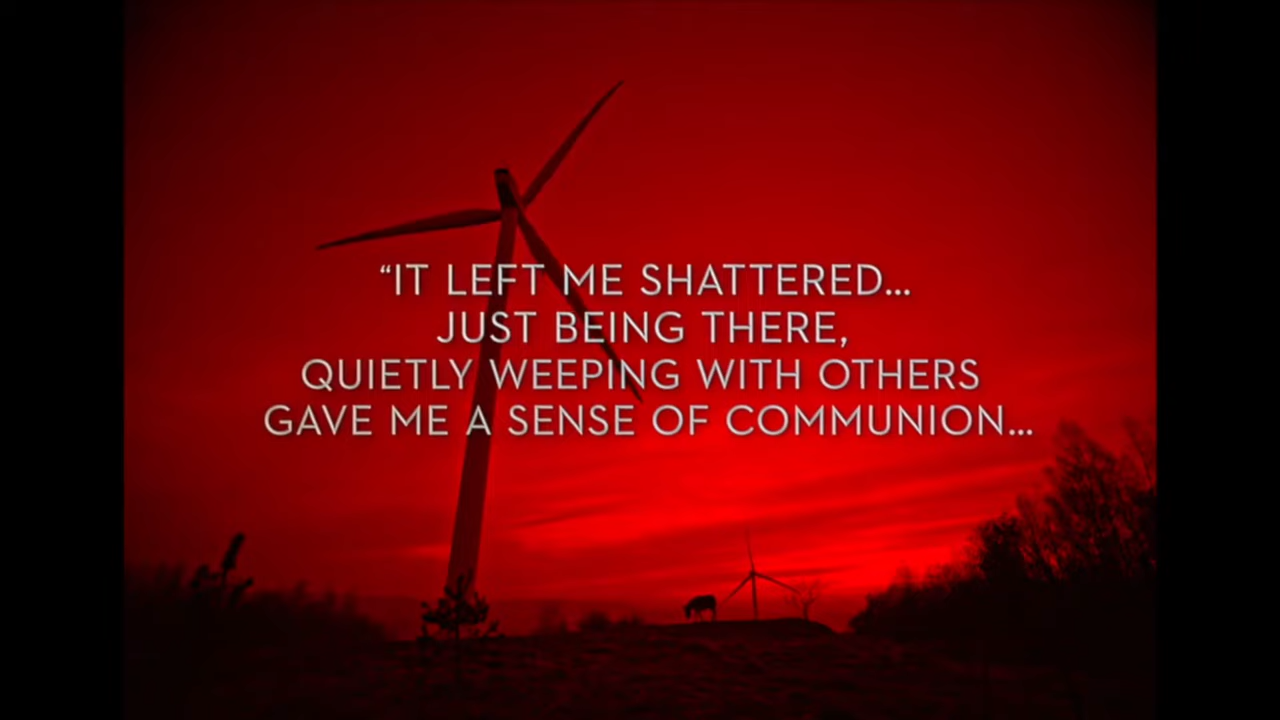 “IT LEFT ME SHATTERED...
JUST BEING THERE,
QUIETLY WEEPING WITH OTHERS
GAVE ME A SENSE OF COMMUNION...